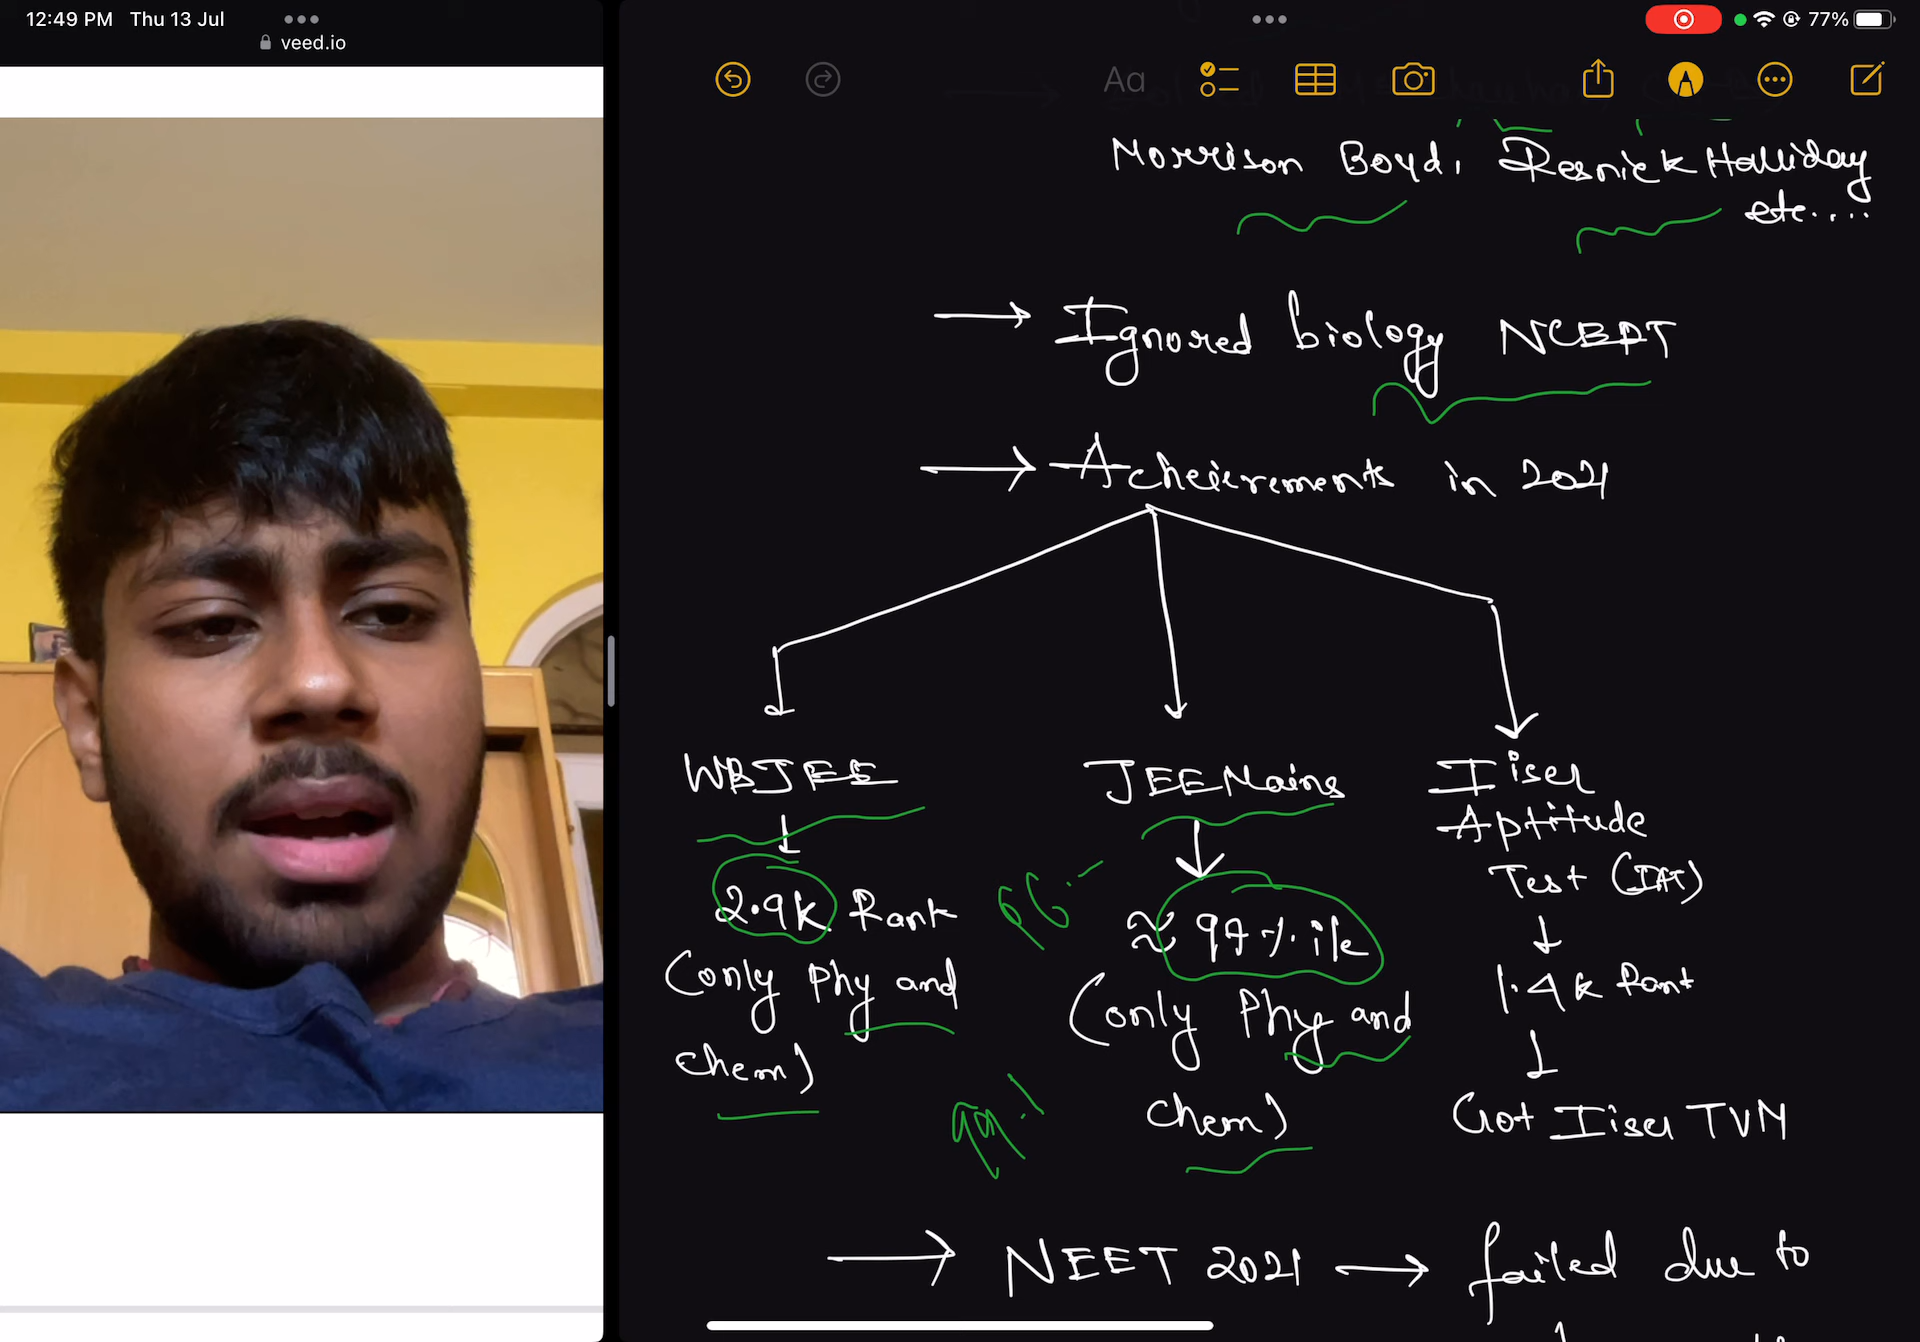 12:49 PM Thu 13 Jul
veed.io
77%
Aa
Morrison Boyd, Resnick Halliday
etc....
→ Ignored biology NCERT
→ Acheievements in 2021
WBJEE
↓
2.9k Rank
(only Phy and
chem)
JEE Mains
↓
≈ 97%ile
(only Phy and
chem)
Iiser
Aptitude
Test (IAT)
↓
1.4k Rank
↓
Got Iiser TVM
→ NEET 2021 → failed due to